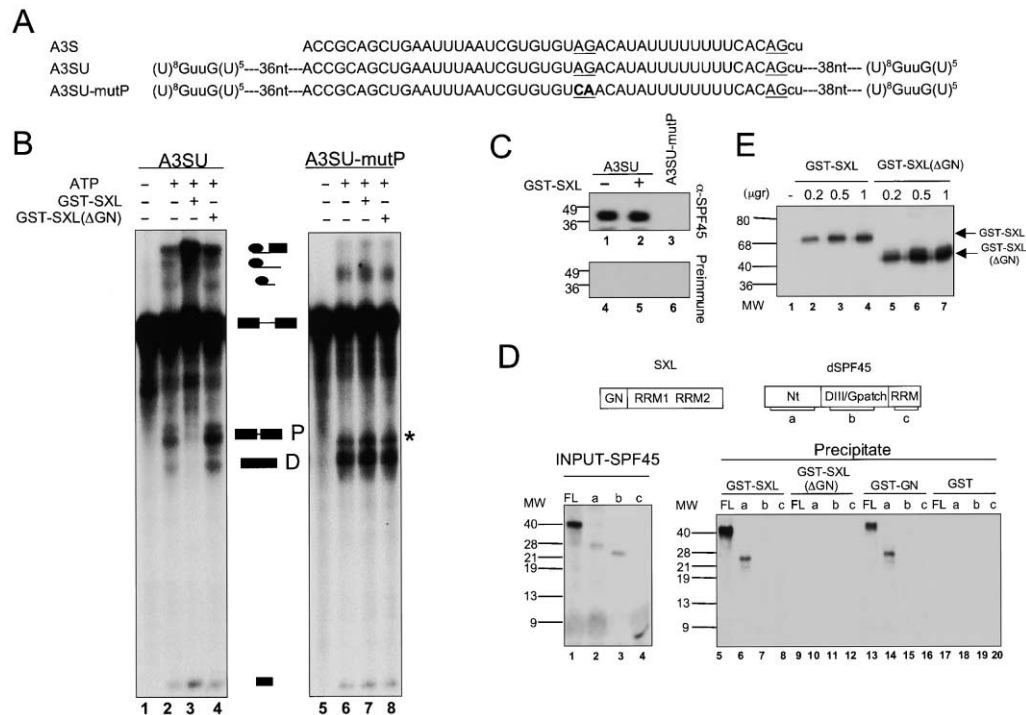 A
A3S ACCGCAGCUGAAUUUAAUCGUGUGUAGACAUAUUUUUUUUCACAGcu
A3SU (U)⁸GuuG(U)⁵---36nt---ACCGCAGCUGAAUUUAAUCGUGUGUAGACAUAUUUUUUUUCACAGcu---38nt--- (U)⁸GuuG(U)⁵
A3SU-mutP (U)⁸GuuG(U)⁵---36nt---ACCGCAGCUGAAUUUAAUCGUGUGUCAACAUAUUUUUUUUCACAGcu---38nt--- (U)⁸GuuG(U)⁵
B
A3SU A3SU-mutP
ATP - + + + - + + +
GST-SXL - - + - - - + -
GST-SXL(ΔGN) - - - + - - - +
P *
D
1 2 3 4 5 6 7 8
C
A3SU A3SU-mutP
GST-SXL - +
49
36
α-SPF45
1 2 3
49
36
Preimmune
4 5 6
E
GST-SXL GST-SXL(ΔGN)
(μgr) - 0.2 0.5 1 0.2 0.5 1
80
68
40
36
GST-SXL
GST-SXL
(ΔGN)
MW 1 2 3 4 5 6 7
D
SXL dSPF45
GN RRM1 RRM2 Nt DIII/Gpatch RRM
a b c
INPUT-SPF45
FL a b c
MW
40
28
21
19
13
9
1 2 3 4
Precipitate
GST-SXL GST-SXL (ΔGN) GST-GN GST
MW FL a b c FL a b c FL a b c FL a b c
40
28
21
19
13
9
5 6 7 8 9 10 11 12 13 14 15 16 17 18 19 20